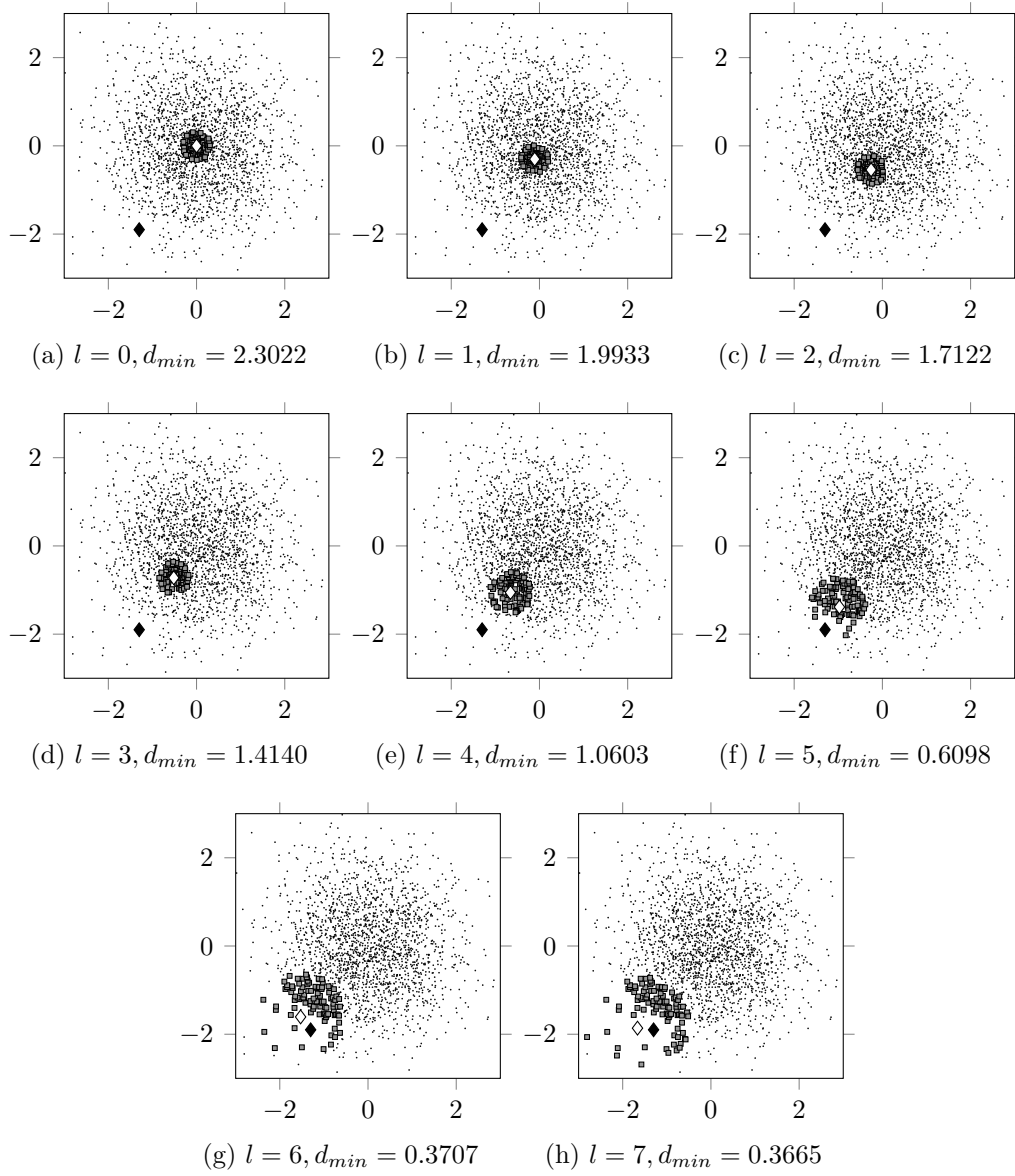 2
2
2
0
0
0
−2
−2
−2
−2 0 2
−2 0 2
−2 0 2
(a) l = 0, d_min = 2.3022
(b) l = 1, d_min = 1.9933
(c) l = 2, d_min = 1.7122
2
2
2
0
0
0
−2
−2
−2
−2 0 2
−2 0 2
−2 0 2
(d) l = 3, d_min = 1.4140
(e) l = 4, d_min = 1.0603
(f) l = 5, d_min = 0.6098
2
2
0
0
−2
−2
−2 0 2
−2 0 2
(g) l = 6, d_min = 0.3707
(h) l = 7, d_min = 0.3665